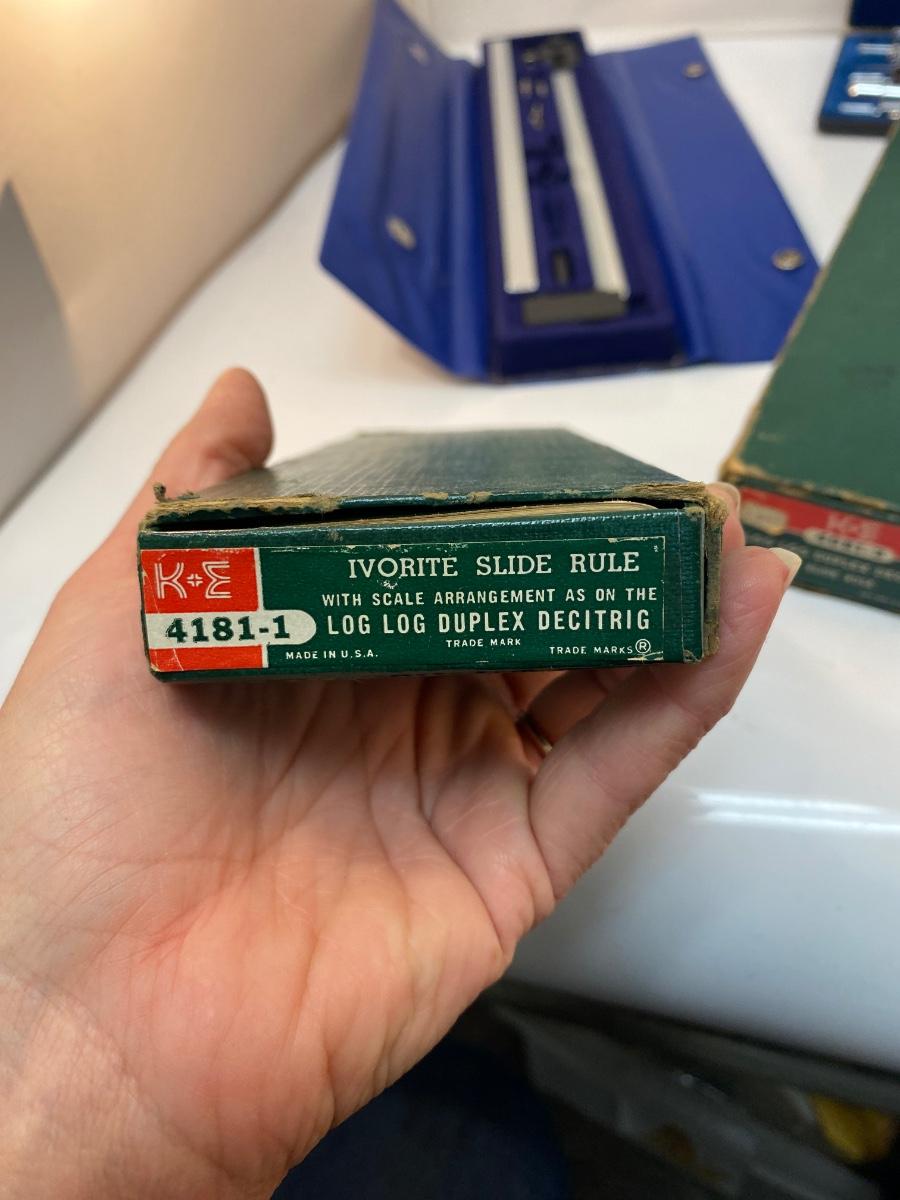 K+E
4181-1
IVORITE SLIDE RULE
WITH SCALE ARRANGEMENT AS ON THE
LOG LOG DUPLEX DECITRIG
TRADE MARK
MADE IN U.S.A.
TRADE MARKS®
K+E